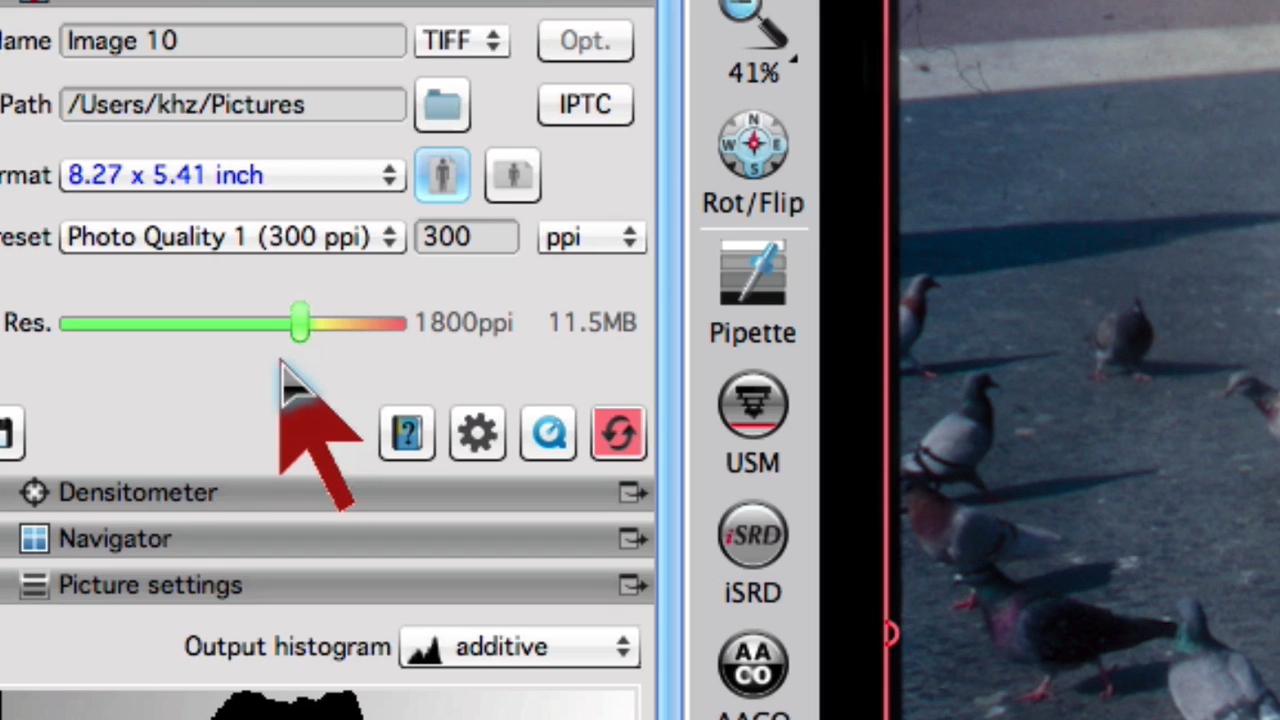 Name Image 10 TIFF Opt.
Path /Users/khz/Pictures IPTC
rmat 8.27 x 5.41 inch
reset Photo Quality 1 (300 ppi) 300 ppi
Res. 1800ppi 11.5MB
?
Densitometer
Navigator
Picture settings
Output histogram additive
41%
N
W E
S
Rot/Flip
Pipette
USM
iSRD
iSRD
AA
CO
AACO